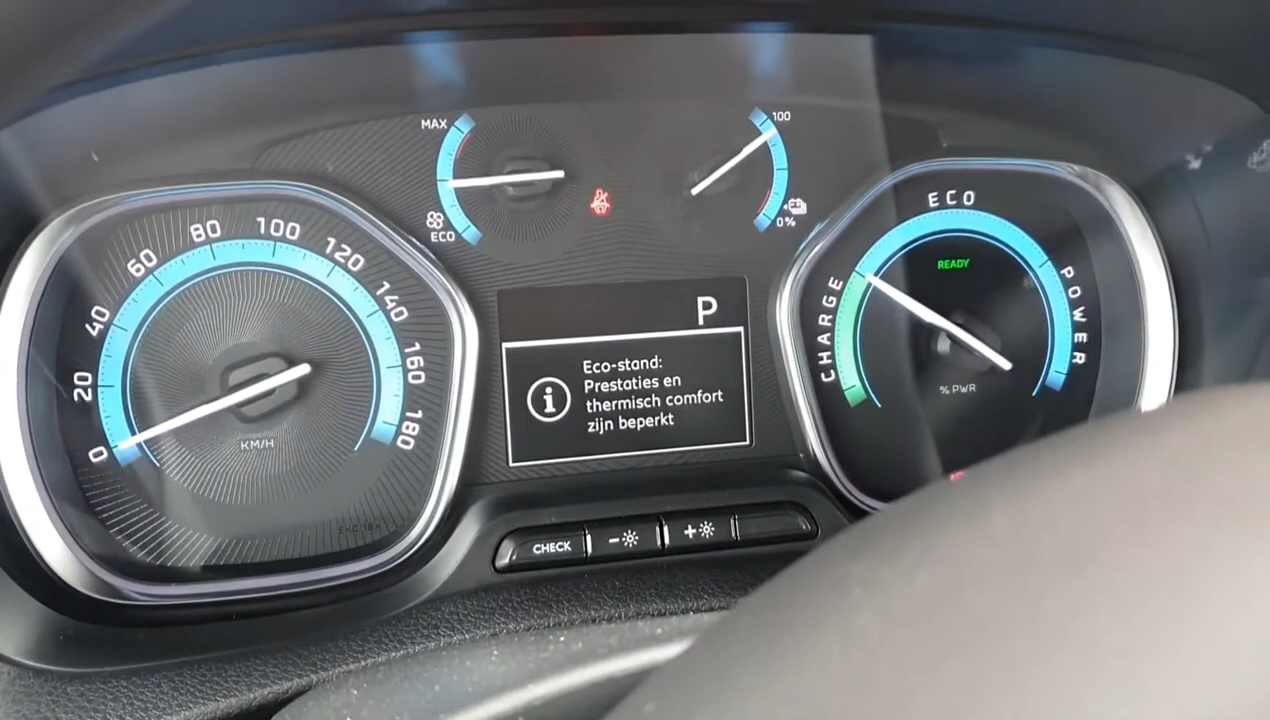 MAX
100
ECO
0%
0
20
40
60
80
100
120
140
160
180
KM/H
P
Eco-stand:
Prestaties en
thermisch comfort
zijn beperkt
CHARGE
ECO
POWER
READY
% PWR
CHECK
-
+